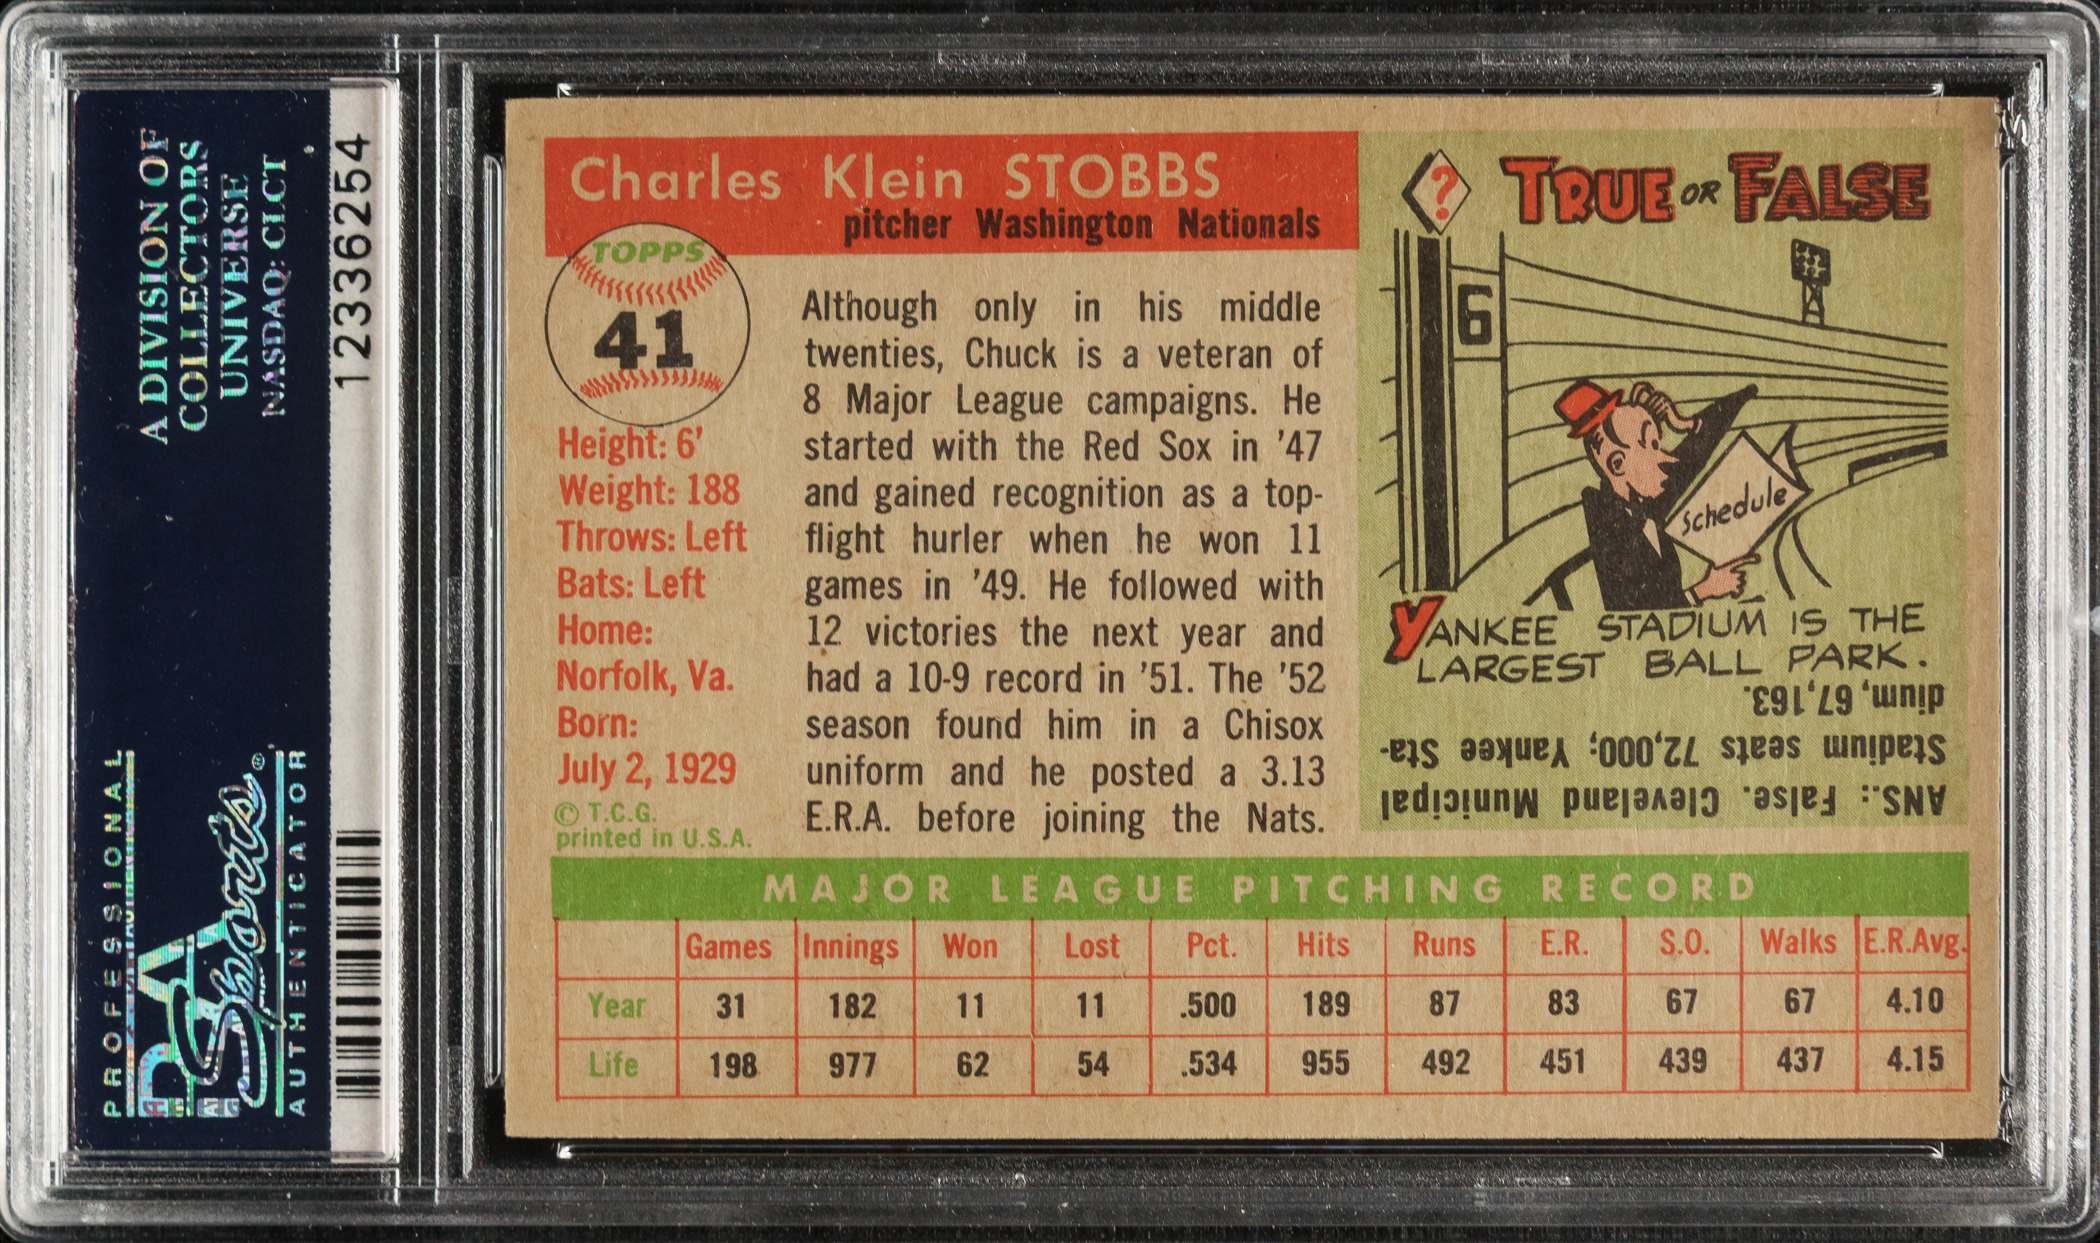 A DIVISION OF
COLLECTORS
UNIVERSE
NASDAQ: CLCT
12336254
PROFESSIONAL
PSA
Sports
AUTHENTICATOR
Charles Klein STOBBS
pitcher Washington Nationals
TOPPS
41
Height: 6'
Weight: 188
Throws: Left
Bats: Left
Home:
Norfolk, Va.
Born:
July 2, 1929
© T.C.G.
printed in U.S.A.
Although only in his middle
twenties, Chuck is a veteran of
8 Major League campaigns. He
started with the Red Sox in '47
and gained recognition as a top-
flight hurler when he won 11
games in '49. He followed with
12 victories the next year and
had a 10-9 record in '51. The '52
season found him in a Chisox
uniform and he posted a 3.13
E.R.A. before joining the Nats.
? TRUE OR FALSE
6
Schedule
YANKEE STADIUM IS THE
LARGEST BALL PARK.
ANS.: False. Cleveland Municipal
Stadium seats 72,000; Yankee Sta-
dium, 67,163.
MAJOR LEAGUE PITCHING RECORD
Games Innings Won Lost Pct. Hits Runs E.R. S.O. Walks E.R.Avg.
Year 31 182 11 11 .500 189 87 83 67 67 4.10
Life 198 977 62 54 .534 955 492 451 439 437 4.15